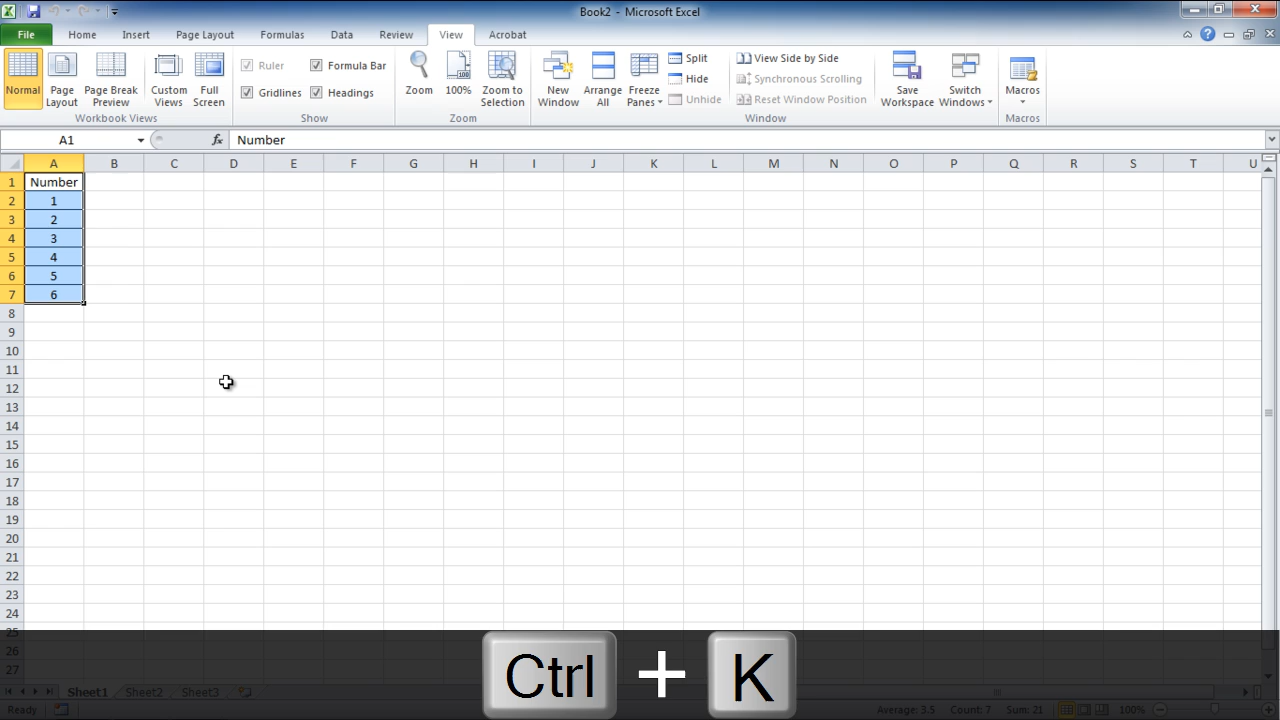 Book2 - Microsoft Excel
File Home Insert Page Layout Formulas Data Review View Acrobat
Normal
Page Layout
Page Break Preview
Custom Views
Full Screen
Workbook Views
Ruler
Formula Bar
Gridlines
Headings
Show
Zoom
100
100%
Zoom to Selection
Zoom
New Window
Arrange All
Freeze Panes
Split
Hide
Unhide
View Side by Side
Synchronous Scrolling
Reset Window Position
Window
Save Workspace
Switch Windows
Macros
Macros
A1 fx Number
A B C D E F G H I J K L M N O P Q R S T U
1 Number
2 1
3 2
4 3
5 4
6 5
7 6
8
9
10
11
12
13
14
15
16
17
18
19
20
21
22
23
24
25
26
27
Ctrl + K
Sheet1 Sheet2 Sheet3
Ready Average: 3.5 Count: 7 Sum: 21 100%